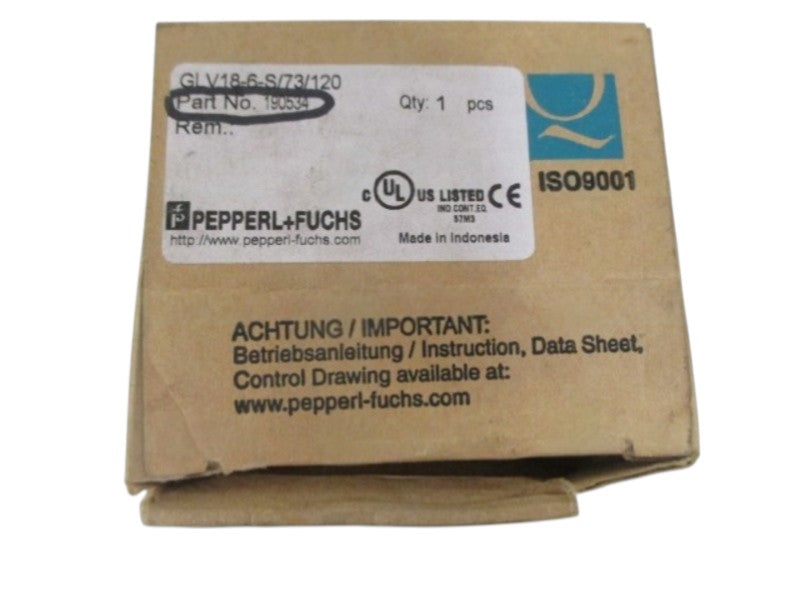 GLV18-6-S/73/120
Part No. 190534
Qty: 1 pcs
Rem.:
C UL US LISTED CE
IND.CONT.EQ.
57M3
ISO9001
PEPPERL+FUCHS
http://www.pepperl-fuchs.com
Made in Indonesia
ACHTUNG / IMPORTANT:
Betriebsanleitung / Instruction, Data Sheet,
Control Drawing available at:
www.pepperl-fuchs.com